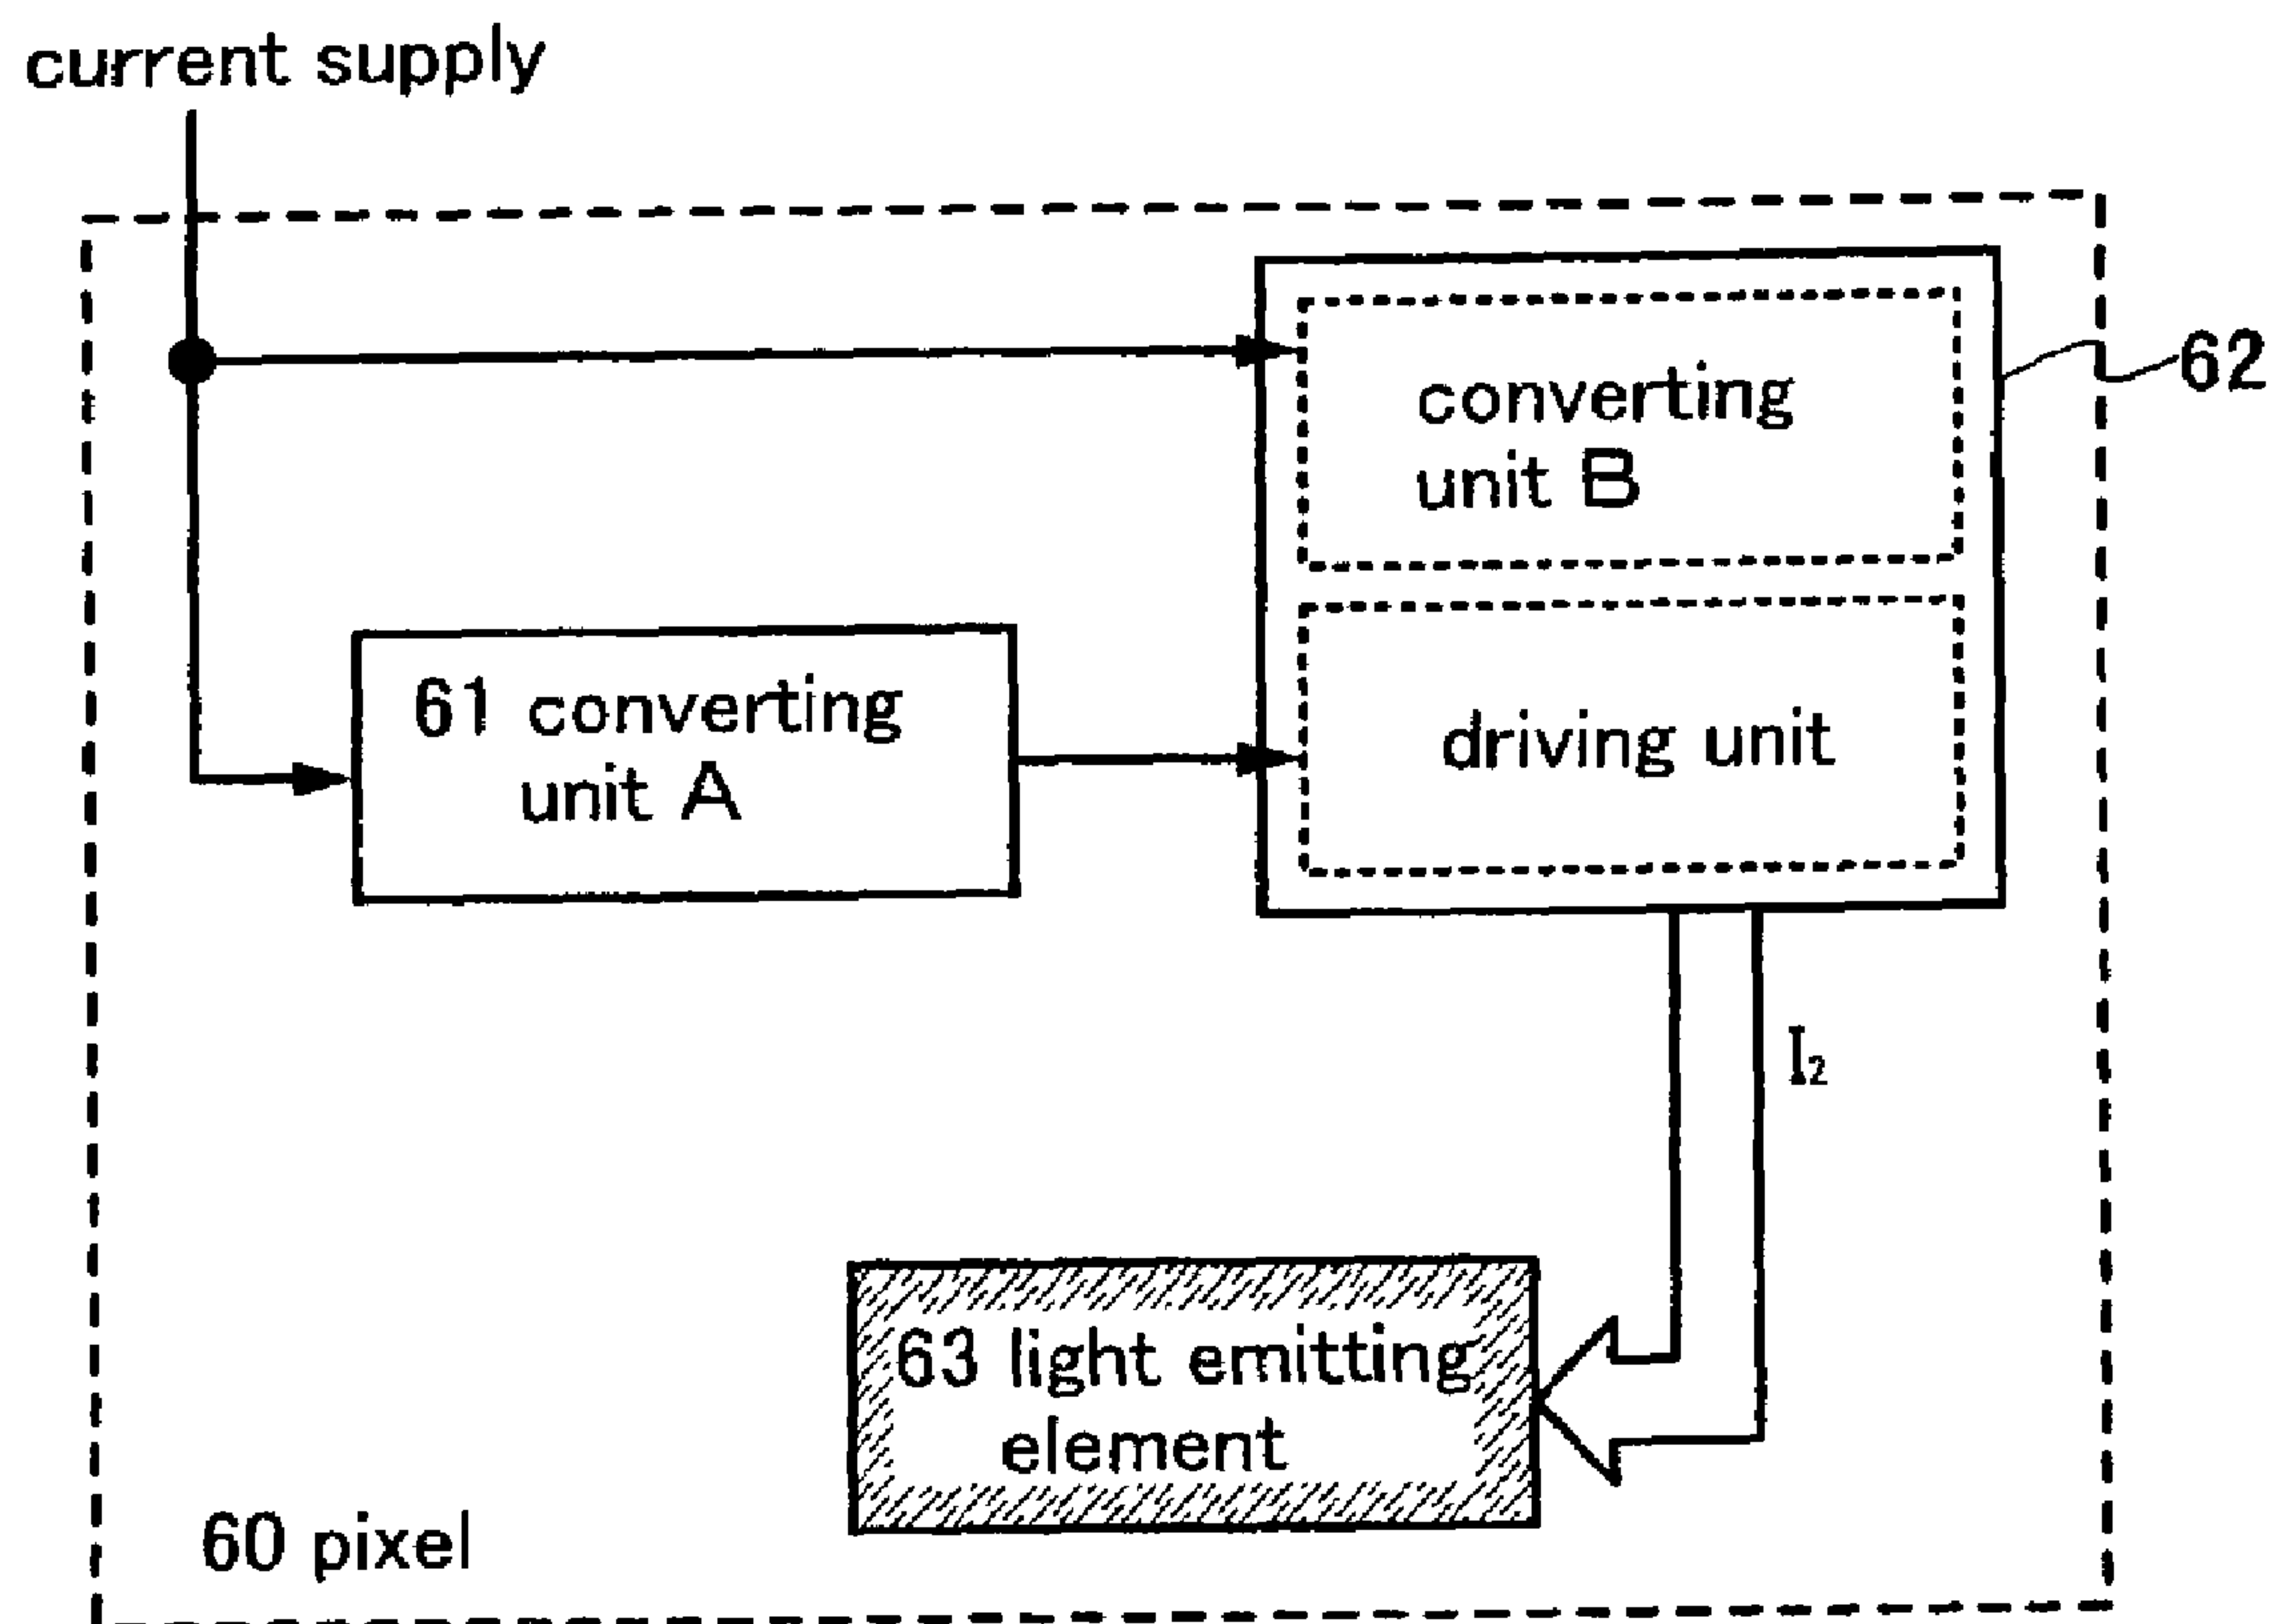 current supply
converting
unit B
62
61 converting
unit A
driving unit
I₂
63 light emitting
element
60 pixel